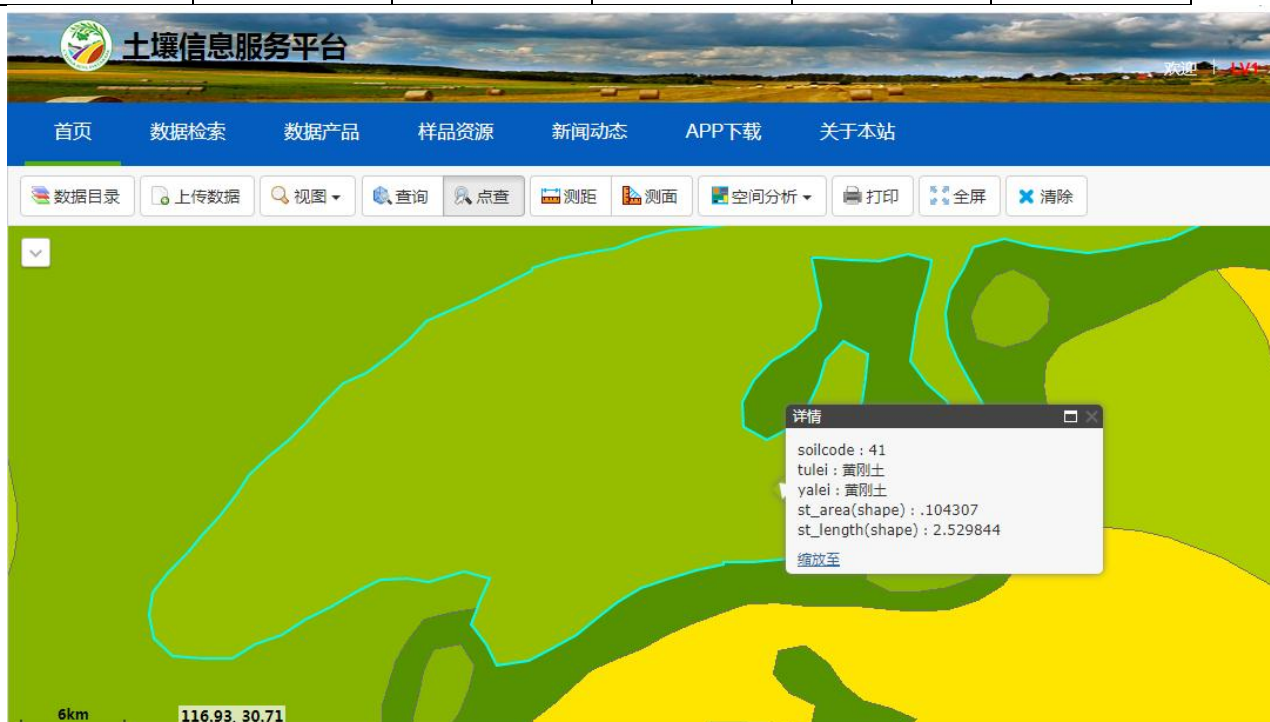 土壤信息服务平台
欢迎 ! LV1
首页 数据检索 数据产品 样品资源 新闻动态 APP下载 关于本站
数据目录 上传数据 视图 查询 点查 测距 测面 空间分析 打印 全屏 清除
详情
soilcode : 41
tulei : 黄刚土
yalei : 黄刚土
st_area(shape) : .104307
st_length(shape) : 2.529844
缩放至
6km 116.93, 30.71